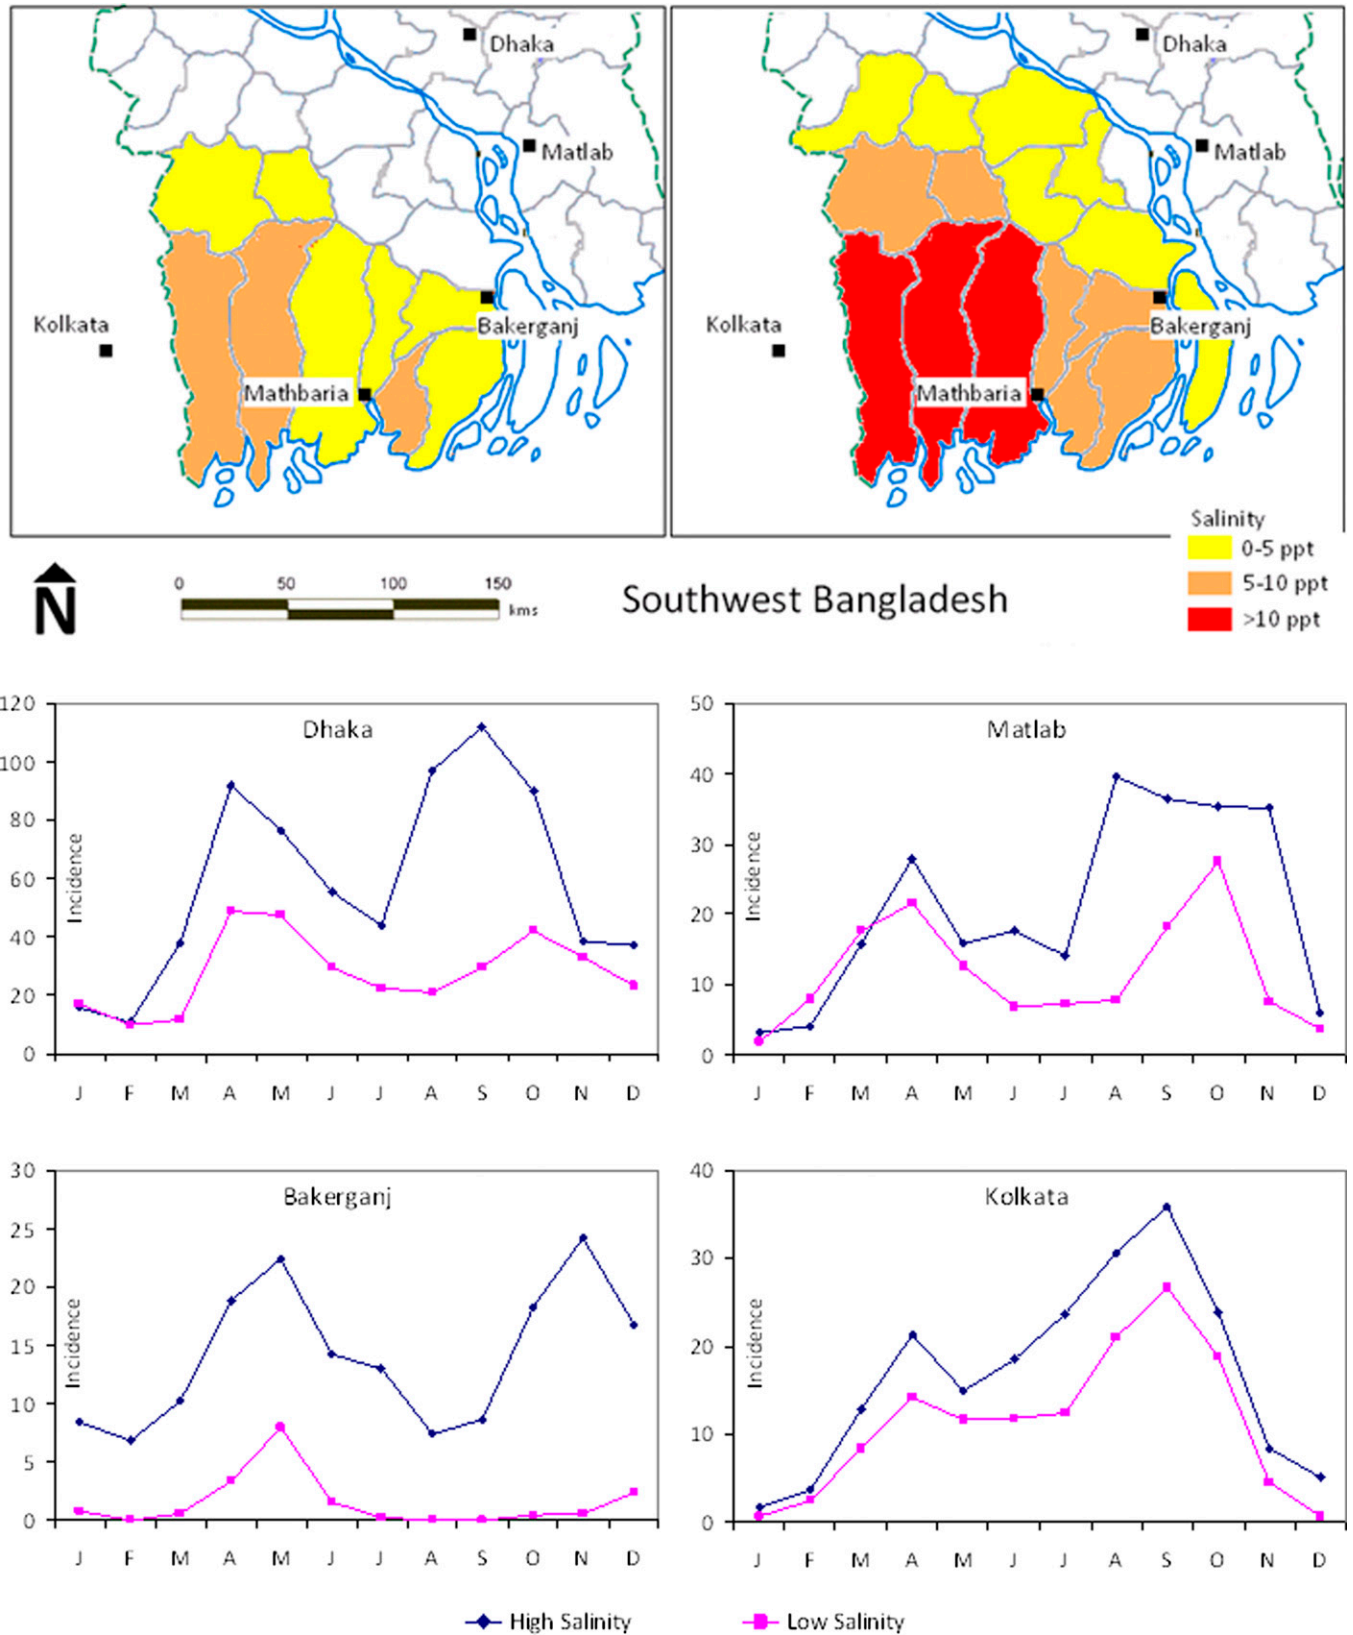 Dhaka
Matlab
Kolkata
Bakerganj
Mathbaria
Dhaka
Matlab
Kolkata
Bakerganj
Mathbaria
Salinity
0-5 ppt
5-10 ppt
>10 ppt
N
0 50 100 150
kms
Southwest Bangladesh
Dhaka
Incidence
120
100
80
60
40
20
0
J F M A M J J A S O N D
Matlab
Incidence
50
40
30
20
10
0
J F M A M J J A S O N D
Bakerganj
Incidence
30
25
20
15
10
5
0
J F M A M J J A S O N D
Kolkata
Incidence
40
30
20
10
0
J F M A M J J A S O N D
High Salinity
Low Salinity